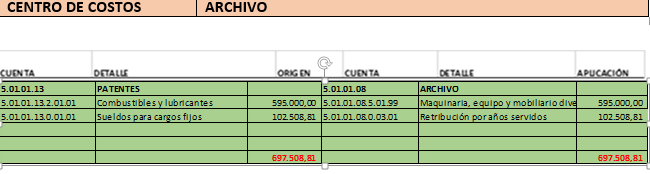 CENTRO DE COSTOS ARCHIVO
CUENTA DETALLE ORIGEN CUENTA DETALLE APLICACIÓN
5.01.01.13 PATENTES 5.01.01.08 ARCHIVO
5.01.01.13.2.01.01 Combustibles y lubricantes 595.000,00 5.01.01.08.5.01.99 Maquinaria, equipo y mobiliario dive 595.000,00
5.01.01.13.0.01.01 Sueldos para cargos fijos 102.508,81 5.01.01.08.0.03.01 Retribución por años servidos 102.508,81
697.508,81 697.508,81